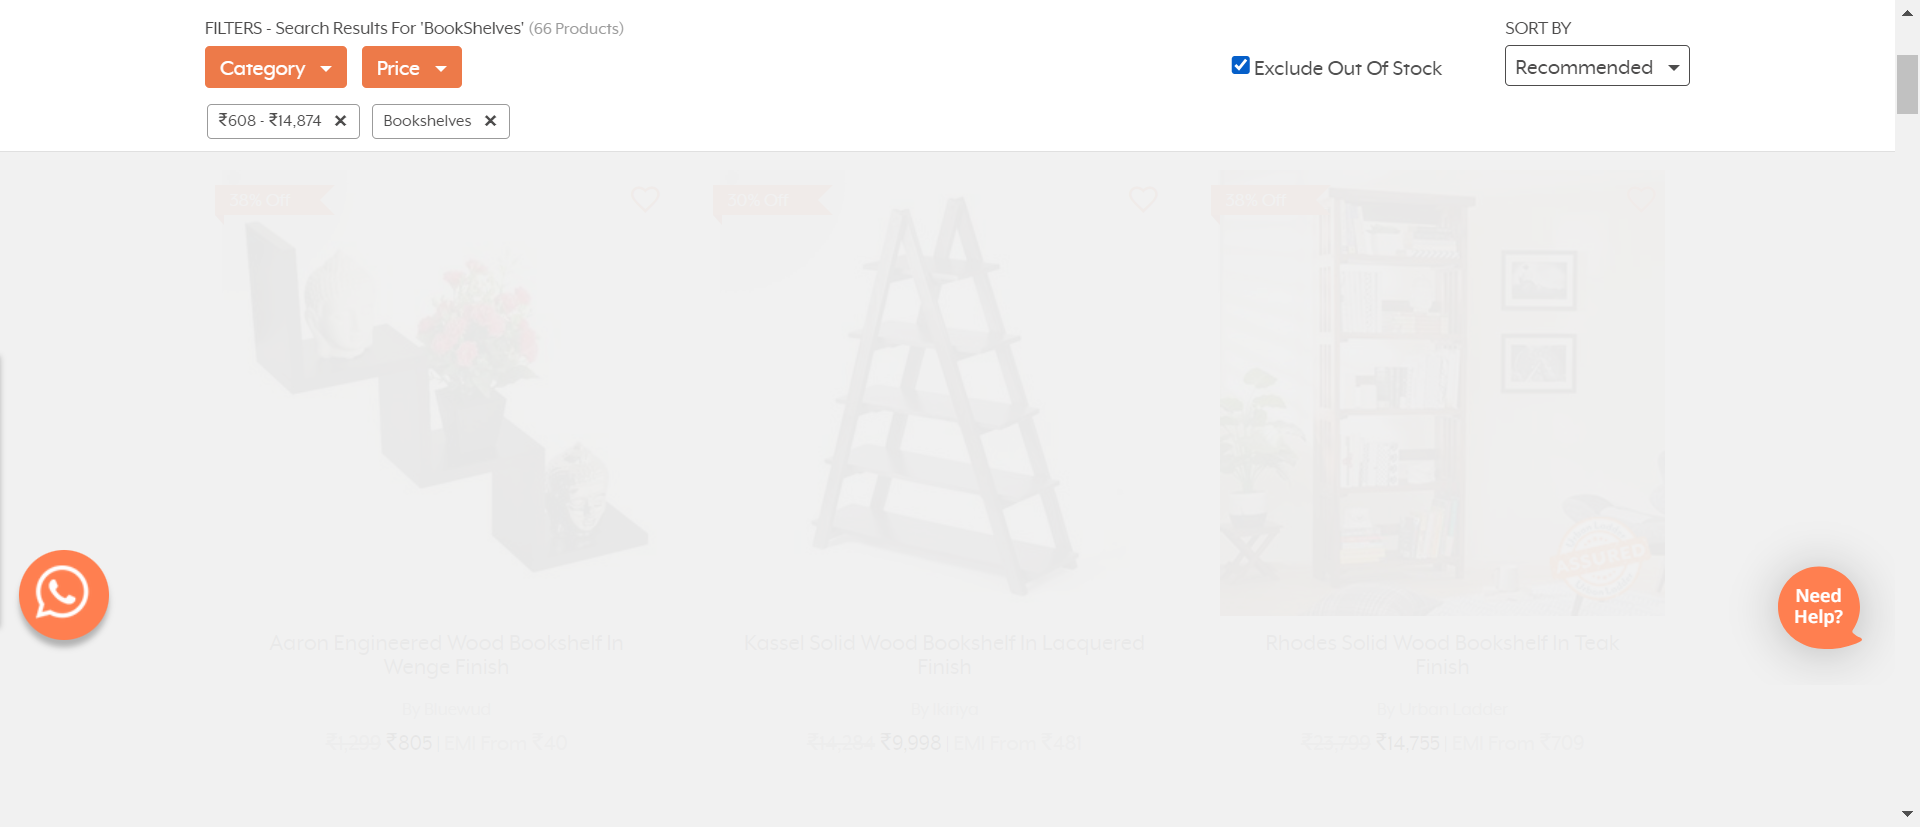 FILTERS - Search Results For 'BookShelves' (66 Products)
SORT BY
Category
Price
Exclude Out Of Stock
Recommended
₹608 - ₹14,874
Bookshelves
58% Off
30% Off
38% Off
ASSURED
Need
Help?
Aaron Engineered Wood Bookshelf In
Wenge Finish
Kassel Solid Wood Bookshelf In Lacquered
Finish
Rhodes Solid Wood Bookshelf In Teak
Finish
By Bluewud
By Ikiriya
By Urban Ladder
₹1,299 ₹805 | EMI From ₹40
₹14,284 ₹9,998 | EMI From ₹481
₹23,799 ₹14,755 | EMI From ₹709